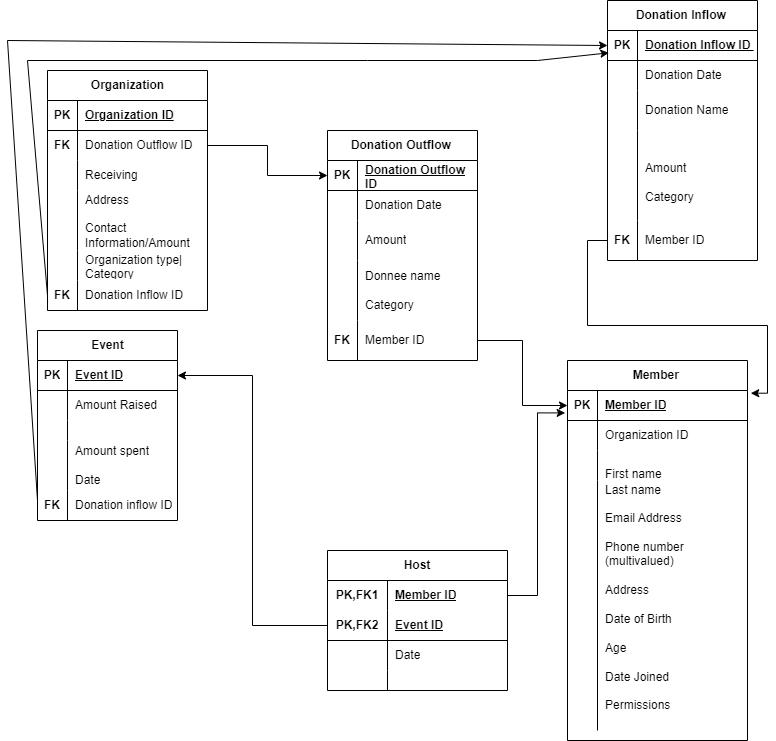 Donation Inflow
PK Donation Inflow ID
Donation Date
Donation Name
Amount
Category
FK Member ID
Organization
PK Organization ID
FK Donation Outflow ID
Receiving
Address
Contact
Information/Amount
Organization type|
Category
FK Donation Inflow ID
Donation Outflow
PK Donation Outflow
ID
Donation Date
Amount
Donnee name
Category
FK Member ID
Event
PK Event ID
Amount Raised
Amount spent
Date
FK Donation inflow ID
Member
PK Member ID
Organization ID
First name
Last name
Email Address
Phone number
(multivalued)
Address
Date of Birth
Age
Date Joined
Permissions
Host
PK,FK1 Member ID
PK,FK2 Event ID
Date